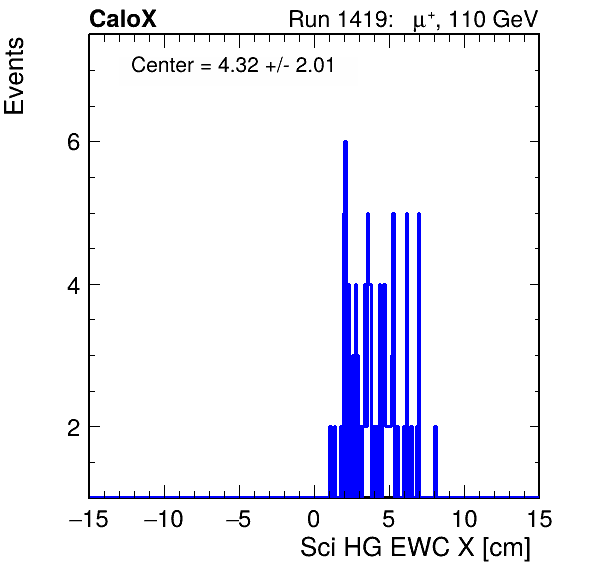 CaloX Run 1419: μ⁺, 110 GeV
Center = 4.32 +/- 2.01
Events
6
4
2
−15 −10 −5 0 5 10 15
Sci HG EWC X [cm]